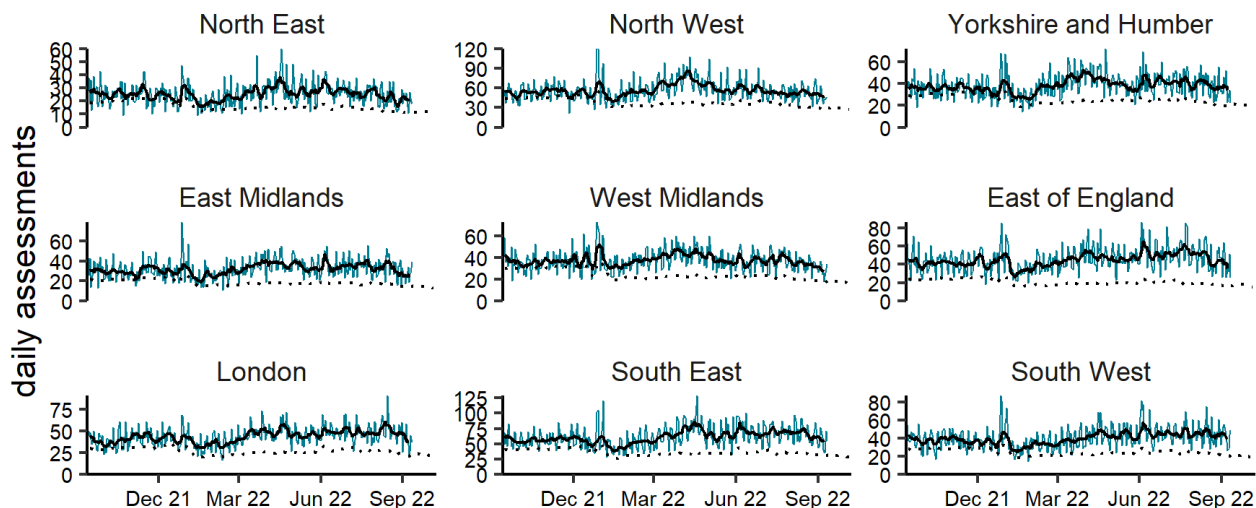 North East North West Yorkshire and Humber
60 50 40 30 20 10 0
120 90 60 30 0
60 40 20 0
daily assessments
East Midlands West Midlands East of England
60 40 20 0
60 40 20 0
80 60 40 20 0
London South East South West
75 50 25 0
125 100 75 50 25 0
80 60 40 20 0
Dec 21 Mar 22 Jun 22 Sep 22 Dec 21 Mar 22 Jun 22 Sep 22 Dec 21 Mar 22 Jun 22 Sep 22